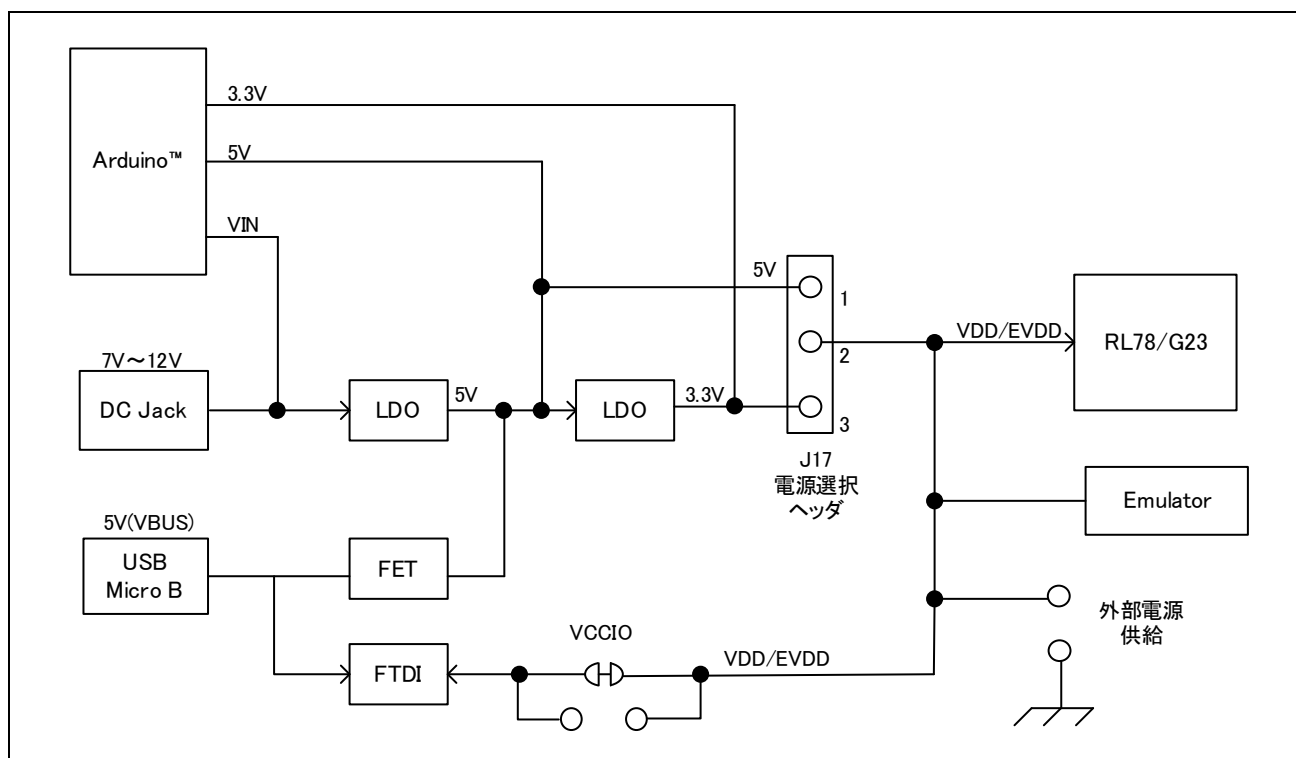 3.3V
Arduino™
5V
VIN
5V
1
VDD/EVDD
RL78/G23
2
7V～12V
DC Jack
LDO
5V
LDO
3.3V
3
J17
電源選択
ヘッダ
Emulator
5V(VBUS)
USB
Micro B
FET
外部電源
供給
VCCIO
VDD/EVDD
FTDI